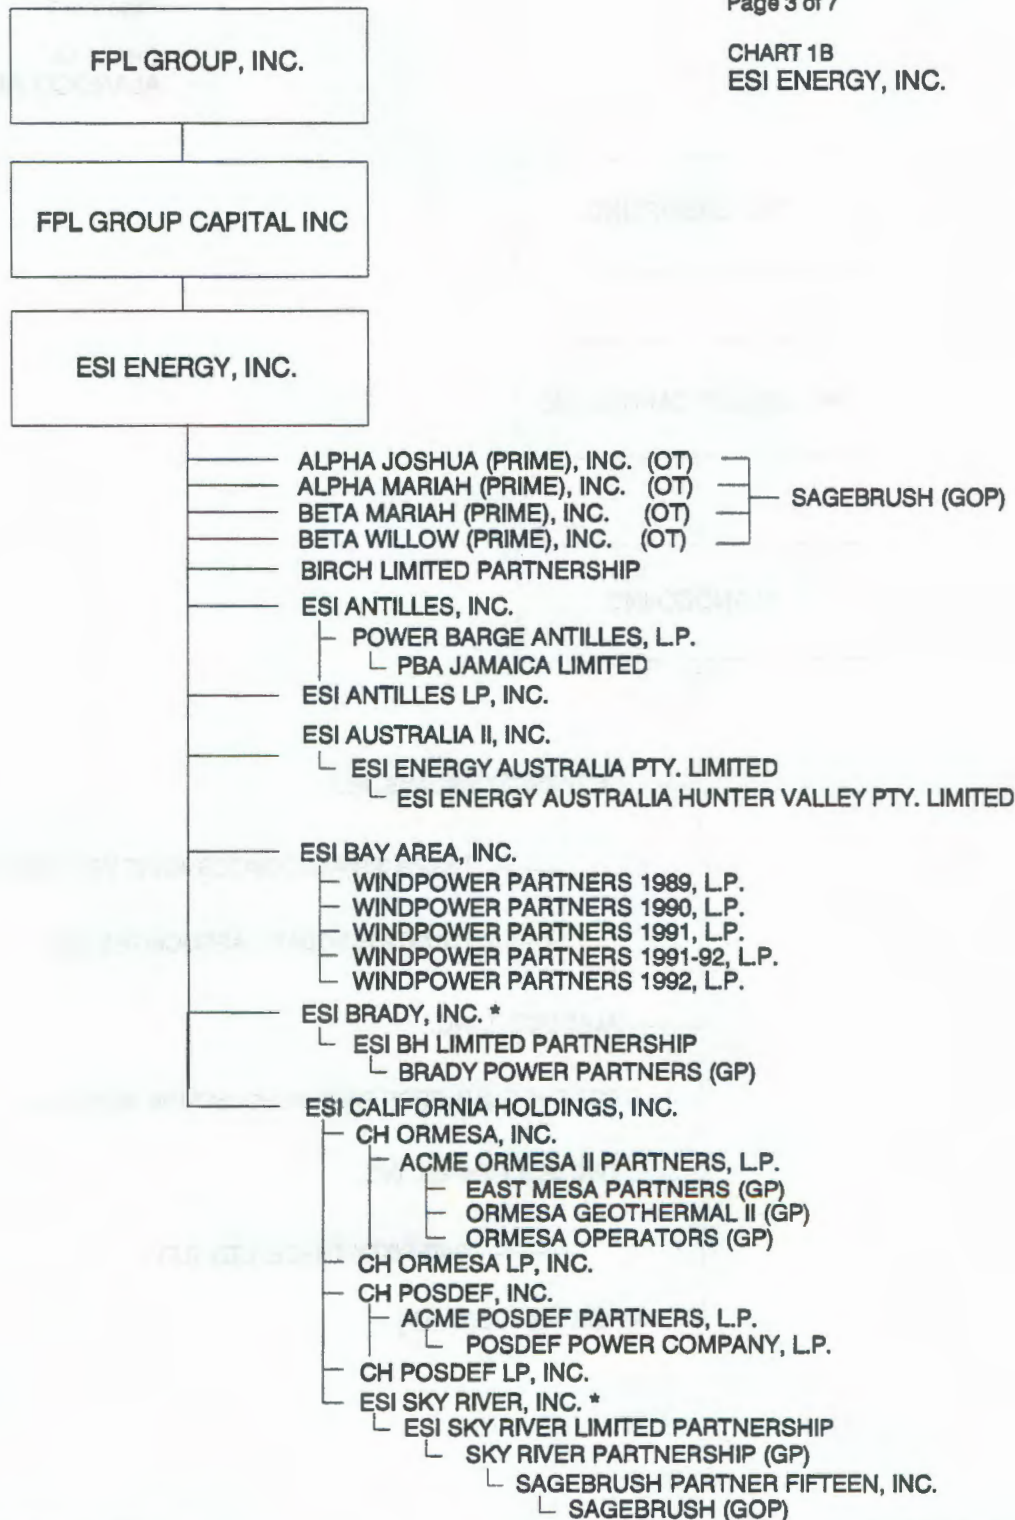 Page 3 of 7
CHART 1B
ESI ENERGY, INC.
FPL GROUP, INC.
FPL GROUP CAPITAL INC
ESI ENERGY, INC.
ALPHA JOSHUA (PRIME), INC. (OT)
ALPHA MARIAH (PRIME), INC. (OT)
BETA MARIAH (PRIME), INC. (OT)
BETA WILLOW (PRIME), INC. (OT)
SAGEBRUSH (GOP)
BIRCH LIMITED PARTNERSHIP
ESI ANTILLES, INC.
POWER BARGE ANTILLES, L.P.
PBA JAMAICA LIMITED
ESI ANTILLES LP, INC.
ESI AUSTRALIA II, INC.
ESI ENERGY AUSTRALIA PTY. LIMITED
ESI ENERGY AUSTRALIA HUNTER VALLEY PTY. LIMITED
ESI BAY AREA, INC.
WINDPOWER PARTNERS 1989, L.P.
WINDPOWER PARTNERS 1990, L.P.
WINDPOWER PARTNERS 1991, L.P.
WINDPOWER PARTNERS 1991-92, L.P.
WINDPOWER PARTNERS 1992, L.P.
ESI BRADY, INC. *
ESI BH LIMITED PARTNERSHIP
BRADY POWER PARTNERS (GP)
ESI CALIFORNIA HOLDINGS, INC.
CH ORMESA, INC.
ACME ORMESA II PARTNERS, L.P.
EAST MESA PARTNERS (GP)
ORMESA GEOTHERMAL II (GP)
ORMESA OPERATORS (GP)
CH ORMESA LP, INC.
CH POSDEF, INC.
ACME POSDEF PARTNERS, L.P.
POSDEF POWER COMPANY, L.P.
CH POSDEF LP, INC.
ESI SKY RIVER, INC. *
ESI SKY RIVER LIMITED PARTNERSHIP
SKY RIVER PARTNERSHIP (GP)
SAGEBRUSH PARTNER FIFTEEN, INC.
SAGEBRUSH (GOP)